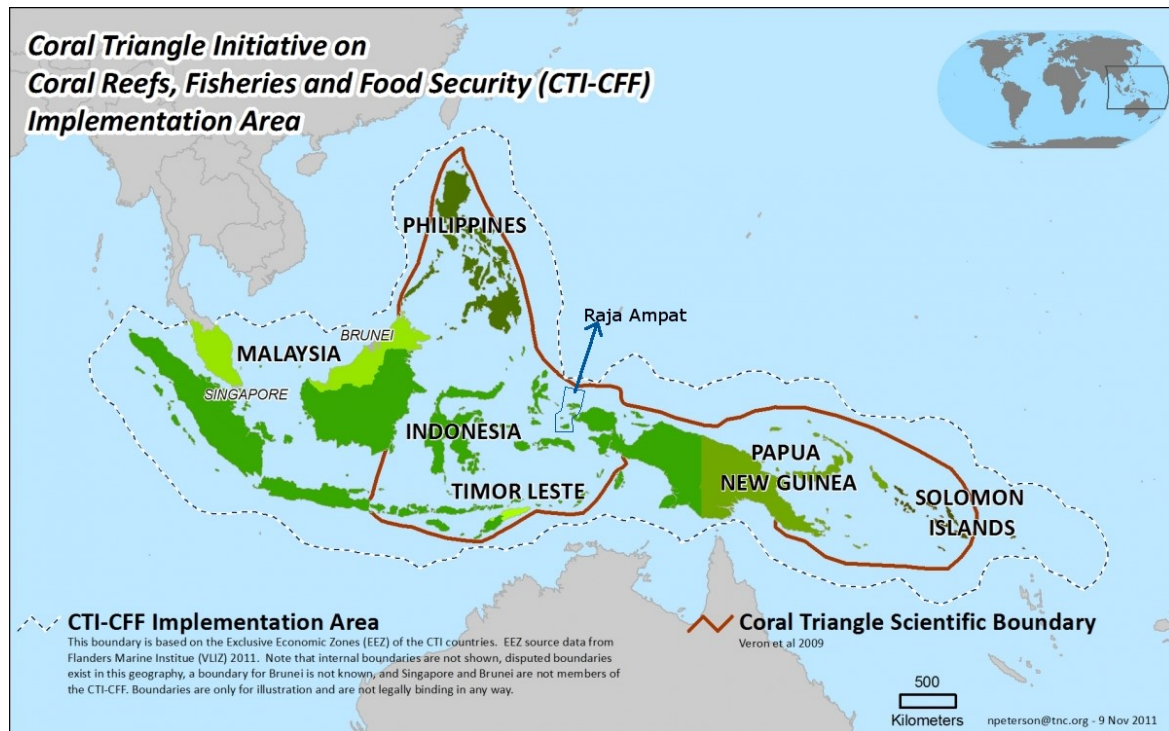 Coral Triangle Initiative on
Coral Reefs, Fisheries and Food Security (CTI-CFF)
Implementation Area
PHILIPPINES
Raja Ampat
BRUNEI
MALAYSIA
SINGAPORE
INDONESIA
PAPUA
NEW GUINEA
TIMOR LESTE
SOLOMON
ISLANDS
CTI-CFF Implementation Area
This boundary is based on the Exclusive Economic Zones (EEZ) of the CTI countries. EEZ source data from
Flanders Marine Institue (VLIZ) 2011. Note that internal boundaries are not shown, disputed boundaries
exist in this geography, a boundary for Brunei is not known, and Singapore and Brunei are not members of
the CTI-CFF. Boundaries are only for illustration and are not legally binding in any way.
Coral Triangle Scientific Boundary
Veron et al 2009
500
Kilometers
npeterson@tnc.org - 9 Nov 2011